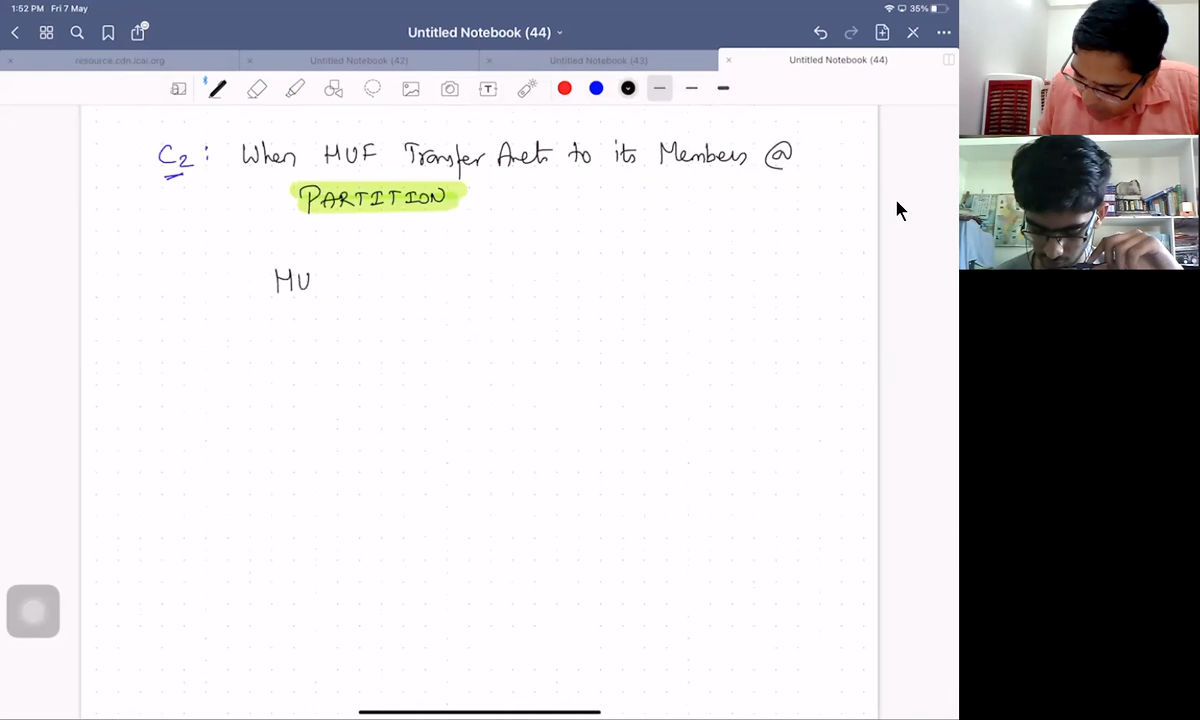 1:52 PM Fri 7 May
35%
Untitled Notebook (44)
resource.cdn.icai.org
Untitled Notebook (42)
Untitled Notebook (43)
Untitled Notebook (44)
T
C2: When HUF Transfer Asset to its Members @
PARTITION
HU